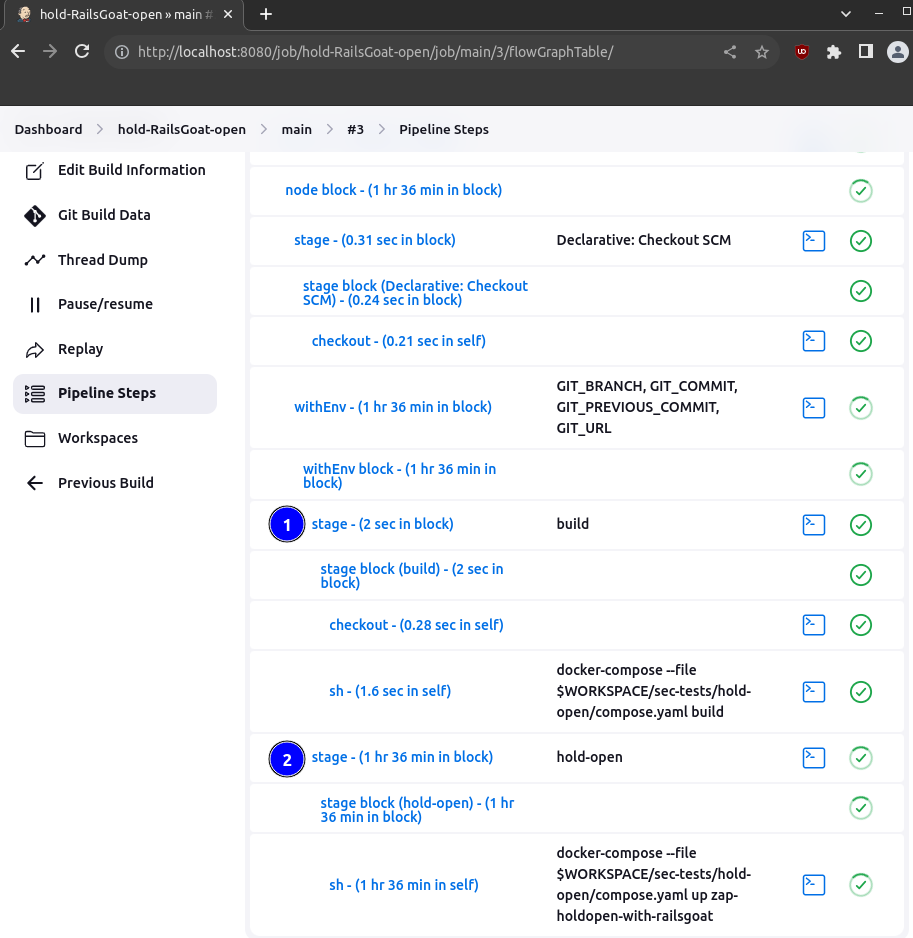 hold-RailsGoat-open » main #
http://localhost:8080/job/hold-RailsGoat-open/job/main/3/flowGraphTable/
Dashboard
hold-RailsGoat-open
main
#3
Pipeline Steps
Edit Build Information
Git Build Data
Thread Dump
Pause/resume
Replay
Pipeline Steps
Workspaces
Previous Build
node block - (1 hr 36 min in block)
stage - (0.31 sec in block)
Declarative: Checkout SCM
stage block (Declarative: Checkout
SCM) - (0.24 sec in block)
checkout - (0.21 sec in self)
withEnv - (1 hr 36 min in block)
GIT_BRANCH, GIT_COMMIT,
GIT_PREVIOUS_COMMIT,
GIT_URL
withEnv block - (1 hr 36 min in
block)
1
stage - (2 sec in block)
build
stage block (build) - (2 sec in
block)
checkout - (0.28 sec in self)
sh - (1.6 sec in self)
docker-compose --file
$WORKSPACE/sec-tests/hold-
open/compose.yaml build
2
stage - (1 hr 36 min in block)
hold-open
stage block (hold-open) - (1 hr
36 min in block)
sh - (1 hr 36 min in self)
docker-compose --file
$WORKSPACE/sec-tests/hold-
open/compose.yaml up zap-
holdopen-with-railsgoat